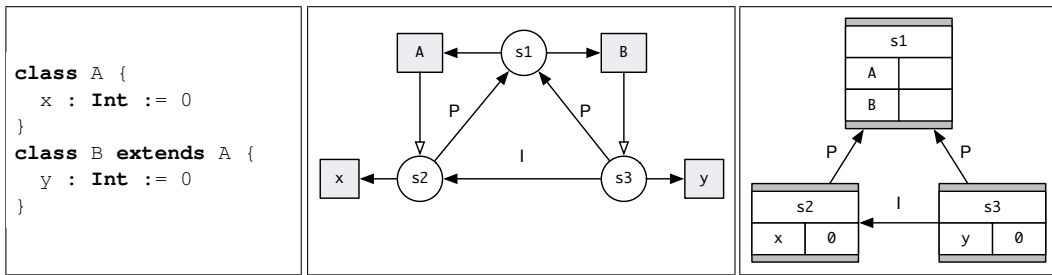 class A {
x : Int := 0
}
class B extends A {
y : Int := 0
}
A
s1
B
P
P
x
s2
I
s3
y
s1
A
B
P
P
s2
I
s3
x 0
y 0